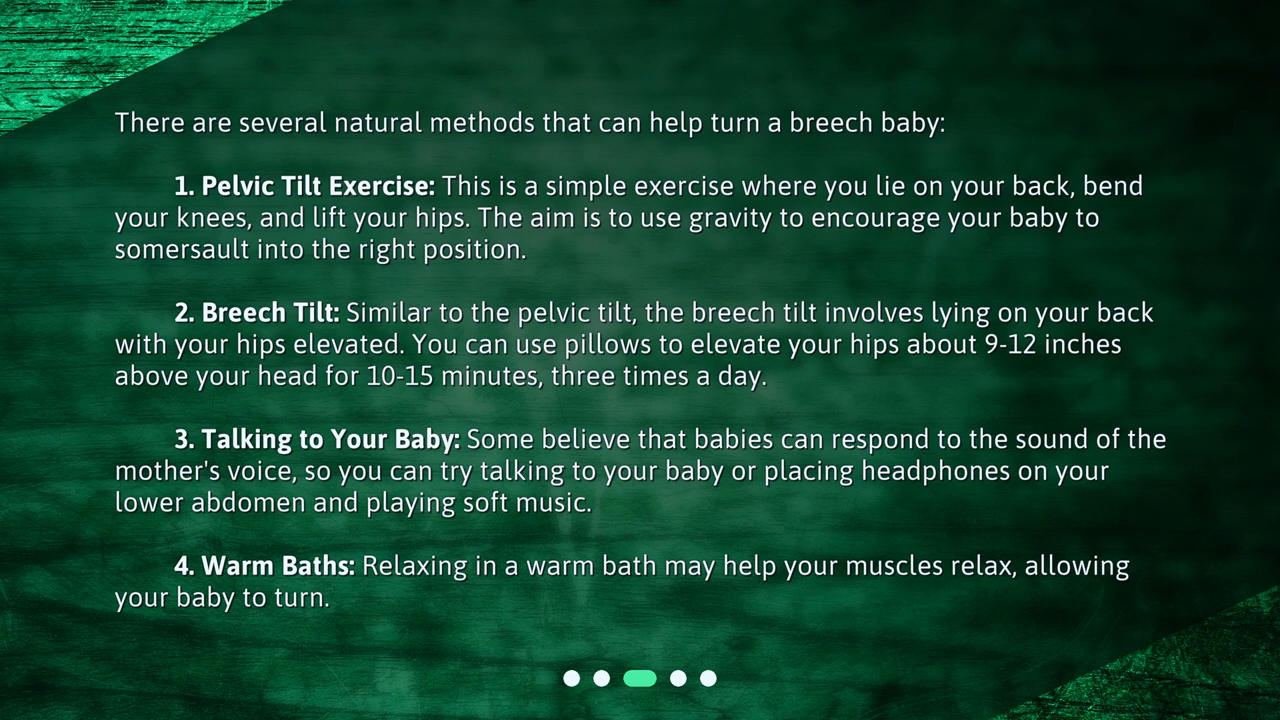 There are several natural methods that can help turn a breech baby:
1. Pelvic Tilt Exercise: This is a simple exercise where you lie on your back, bend
your knees, and lift your hips. The aim is to use gravity to encourage your baby to
somersault into the right position.
2. Breech Tilt: Similar to the pelvic tilt, the breech tilt involves lying on your back
with your hips elevated. You can use pillows to elevate your hips about 9-12 inches
above your head for 10-15 minutes, three times a day.
3. Talking to Your Baby: Some believe that babies can respond to the sound of the
mother's voice, so you can try talking to your baby or placing headphones on your
lower abdomen and playing soft music.
4. Warm Baths: Relaxing in a warm bath may help your muscles relax, allowing
your baby to turn.